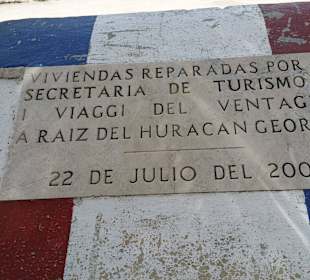 VIVIENDAS REPARADAS POR
SECRETARIA DE TURISMO
I VIAGGI DEL VENTAG
A RAIZ DEL HURACAN GEOR
22 DE JULIO DEL 200